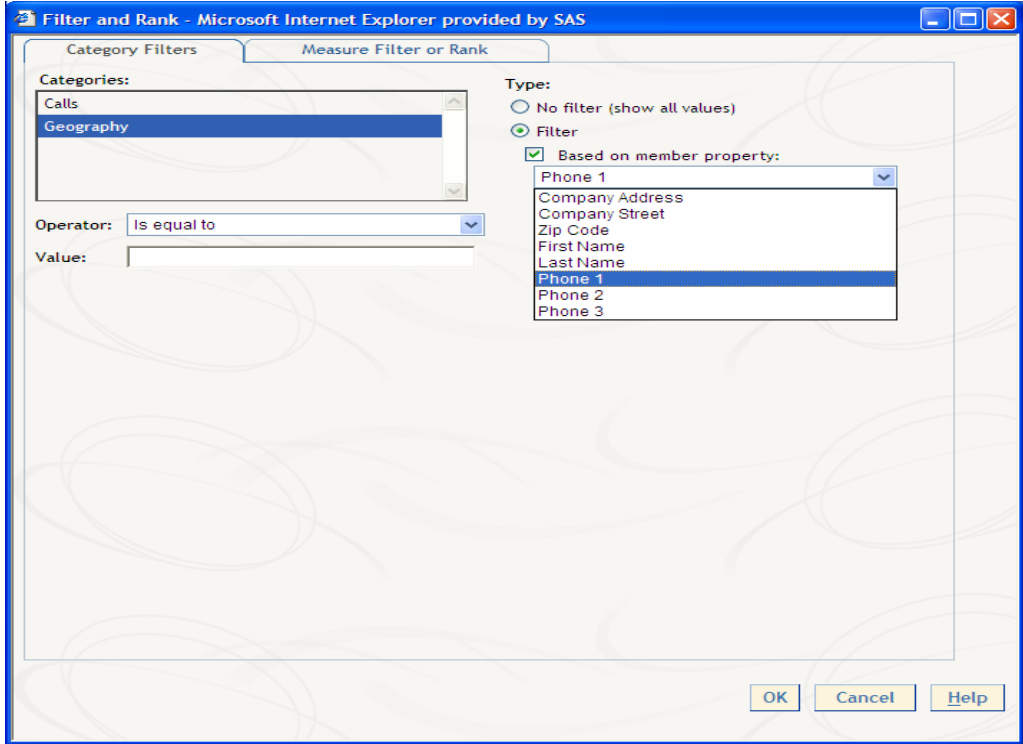 Filter and Rank - Microsoft Internet Explorer provided by SAS
Category Filters
Measure Filter or Rank
Categories:
Calls
Geography
Type:
No filter (show all values)
Filter
Based on member property:
Phone 1
Company Address
Company Street
Zip Code
First Name
Last Name
Phone 1
Phone 2
Phone 3
Operator: Is equal to
Value:
OK Cancel Help